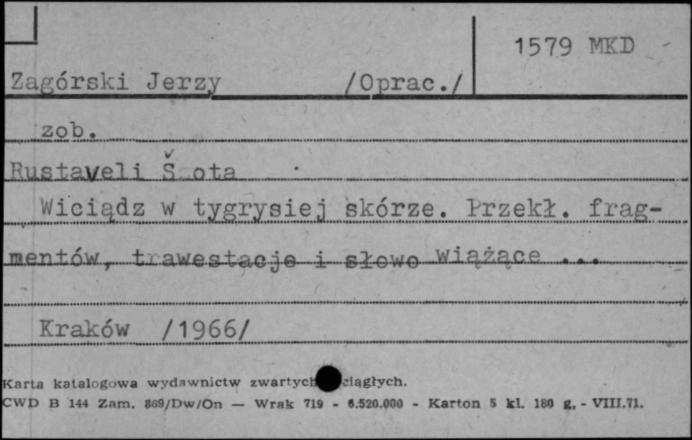 1579 MKD
Zagórski Jerzy /Oprac./
zob.
Rustaveli Šota
Wiciądz w tygrysiej skórze. Przekł. frag-
mentów, trawestacje i słowo wiążące ...
Kraków /1966/
Karta katalogowa wydawnictw zwartych ciągłych.
CWD B 144 Zam. 869/Dw/On — Wrak 719 - 6.520.000 - Karton 5 kl. 180 g. - VIII.71.